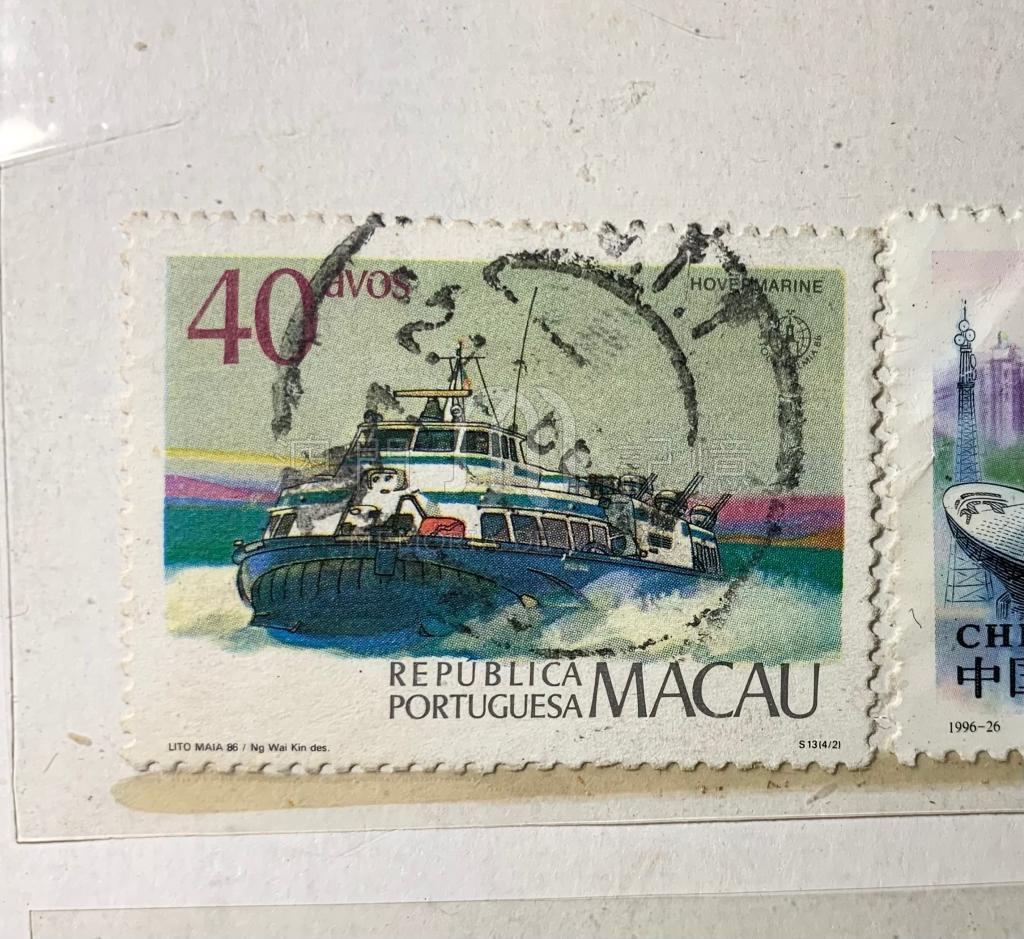 40 avos
HOVERMARINE
REPÚBLICA
PORTUGUESA MACAU
LITO MAIA 86 / Ng Wai Kin des.
S13(4/2)
CHI
中国
1996-26